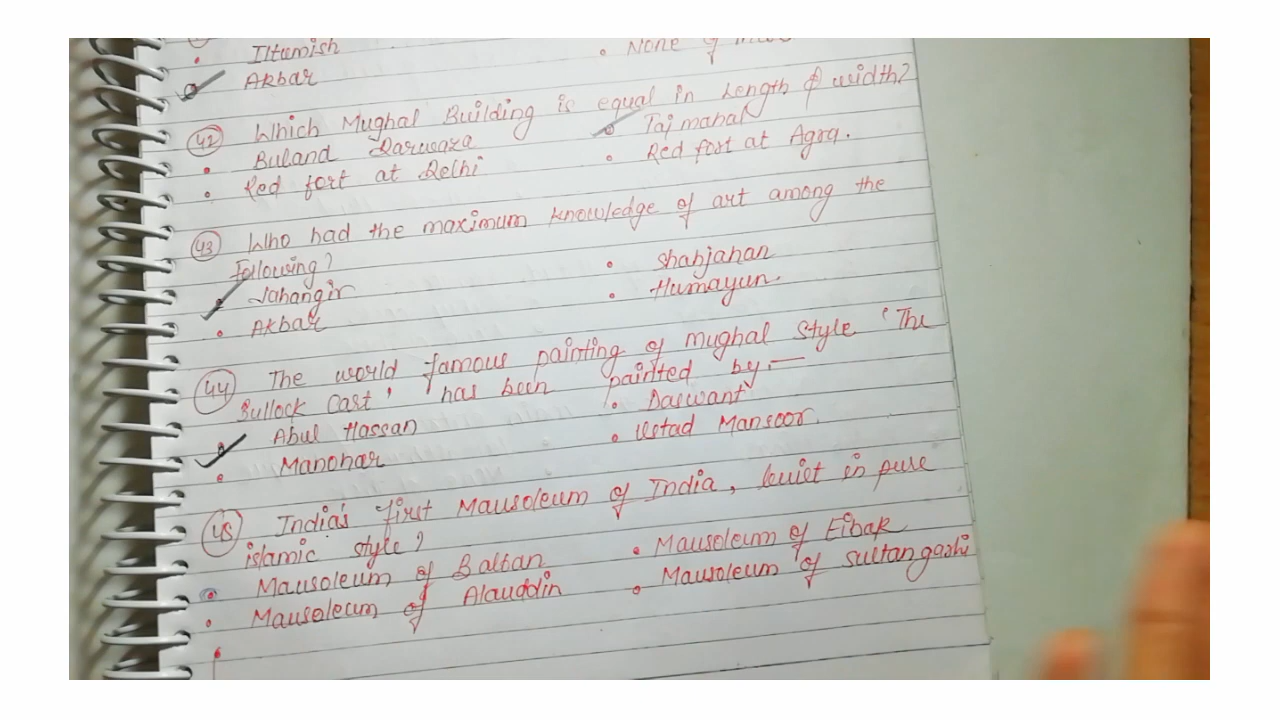 Iltumish
None of
Akbar
42 Which Mughal Building is equal in Length & width?
Buland Darwaza
Taj mahal
Red fort at Delhi
Red fort at Agra.
43 Who had the maximum knowledge of art among the
following?
Jahangir
Shahjahan
Akbar
Humayun.
44 The world famous painting of mughal style 'The
Bullock Cart' has been painted by:—
Abul Hassan
Daswant
Manohar
Ustad Mansoor.
45 India's first Mausoleum of India, built in pure
islamic style?
Mausoleum of Balban
Mausoleum of Eibak
Mausoleum of Alauddin
Mausoleum of Sultangashi